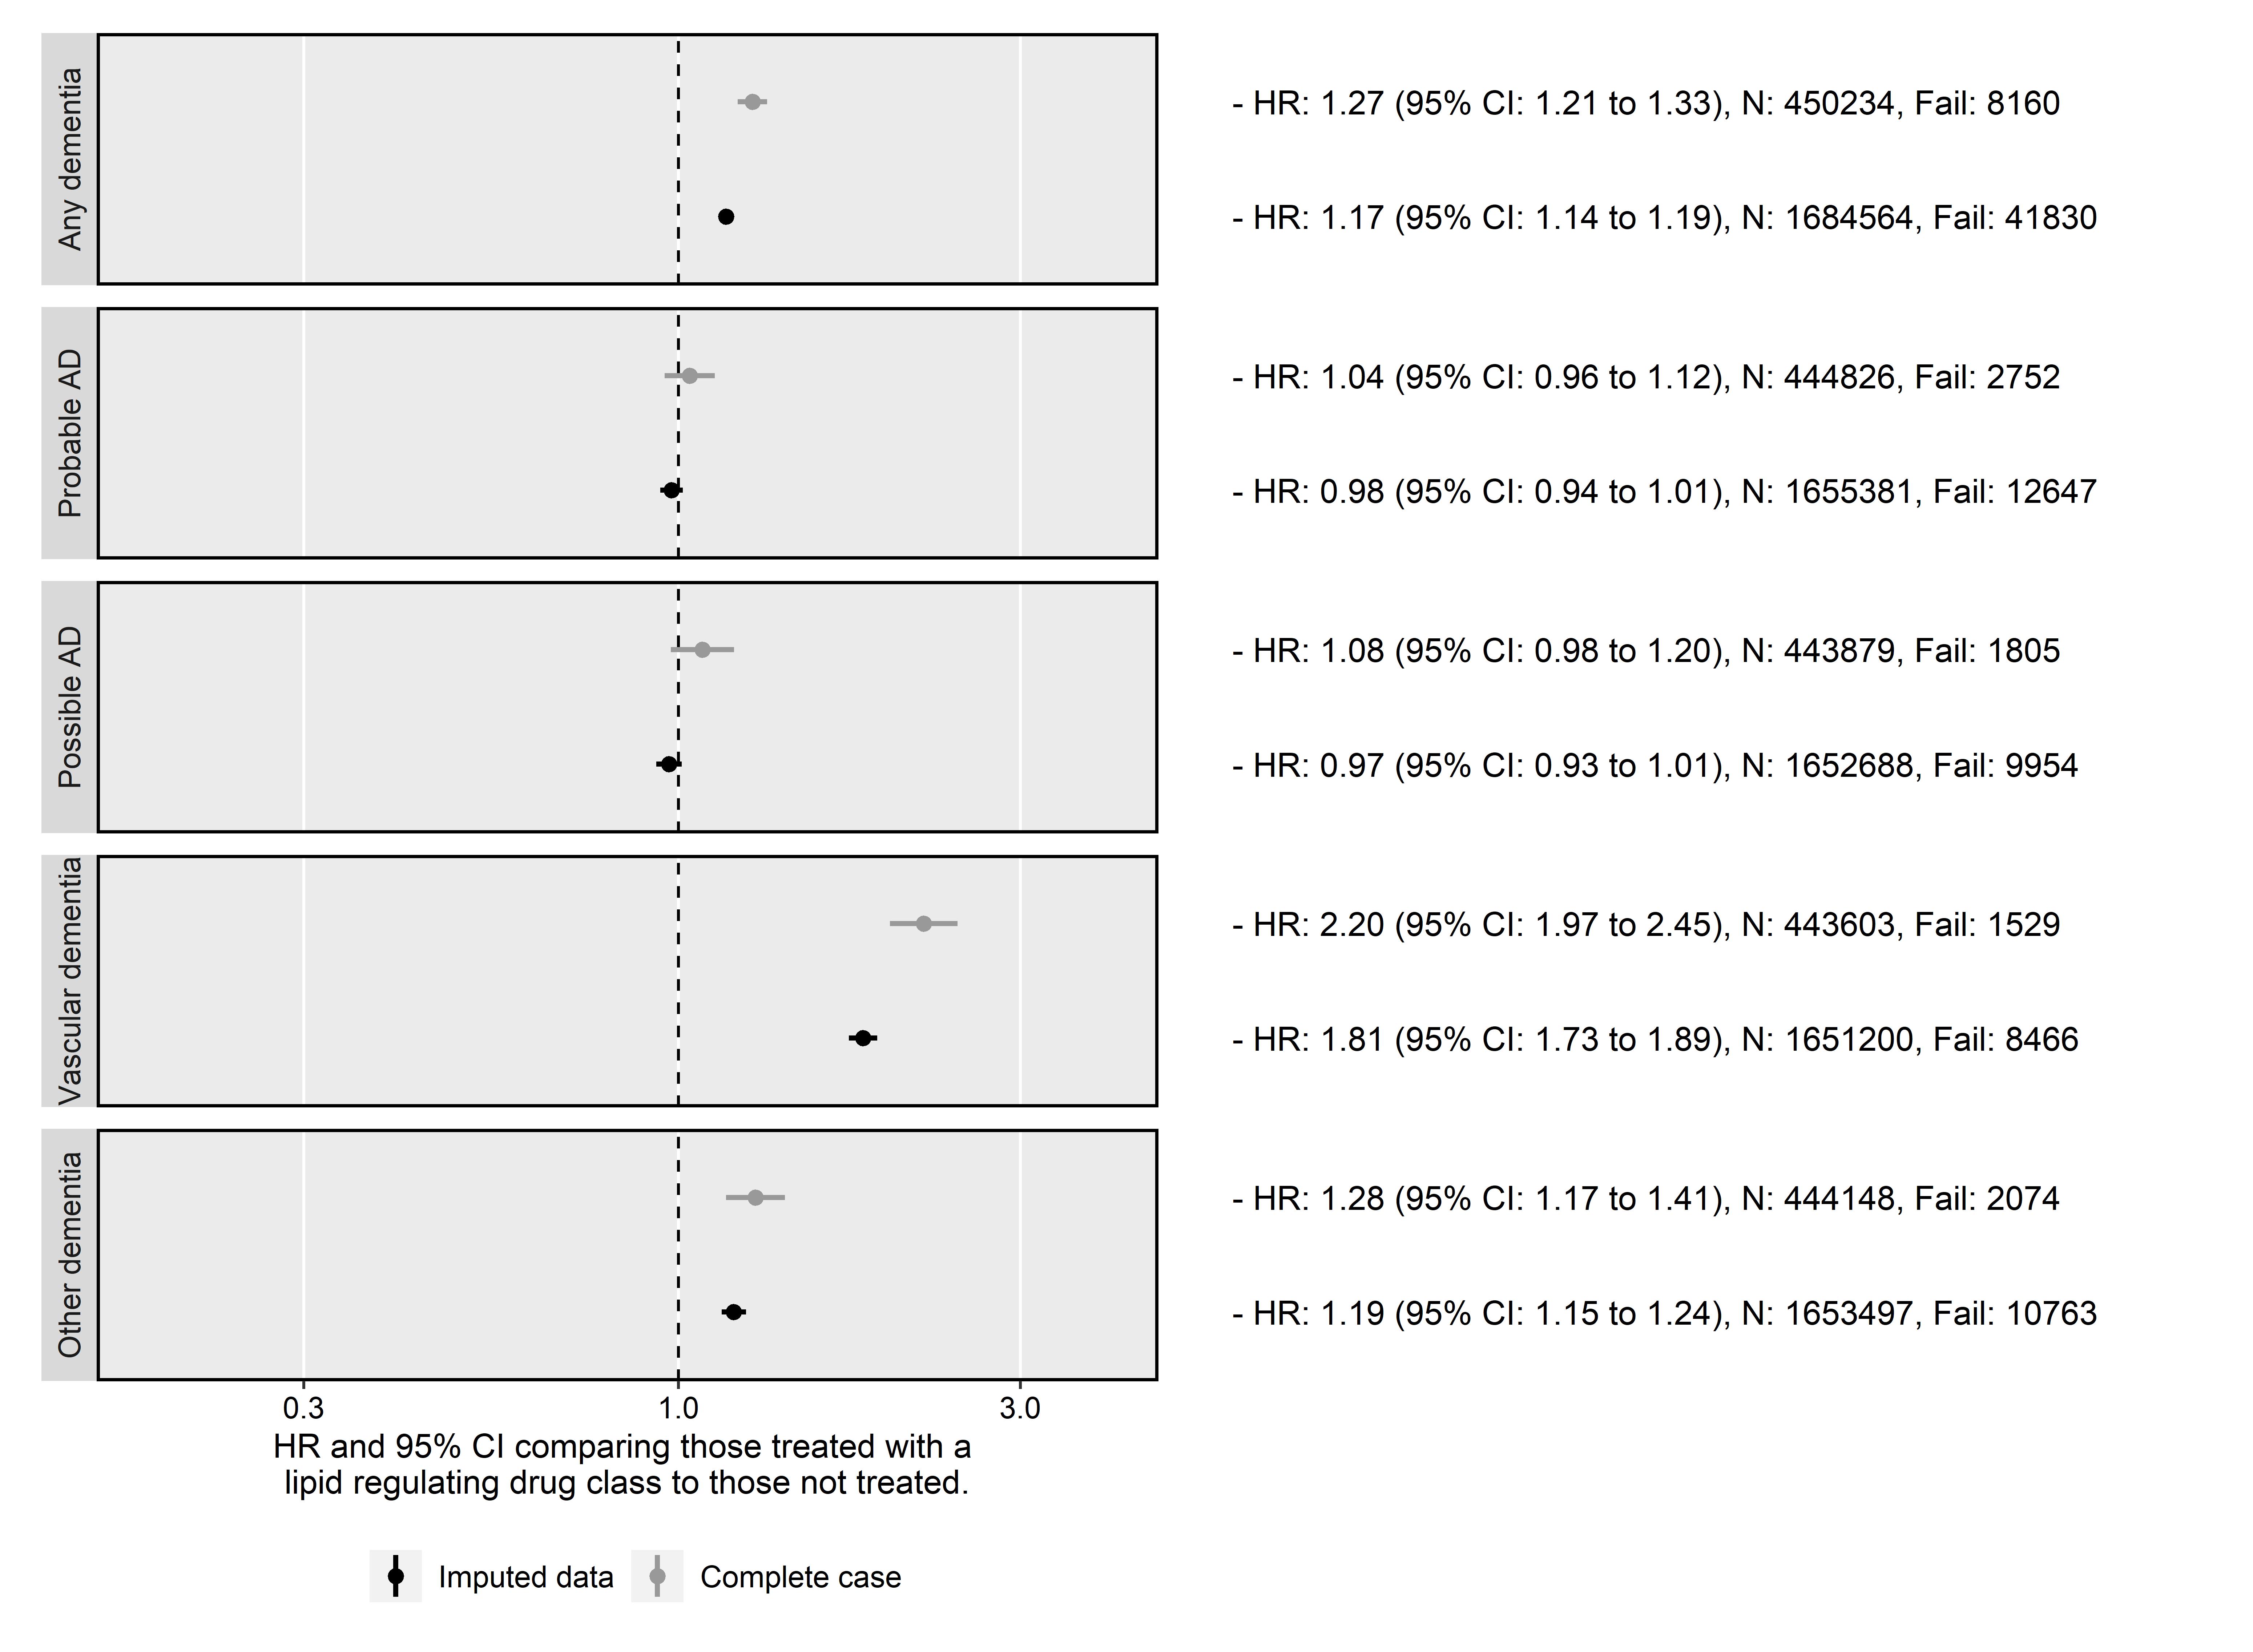 Any dementia
- HR: 1.27 (95% CI: 1.21 to 1.33), N: 450234, Fail: 8160
- HR: 1.17 (95% CI: 1.14 to 1.19), N: 1684564, Fail: 41830
Probable AD
- HR: 1.04 (95% CI: 0.96 to 1.12), N: 444826, Fail: 2752
- HR: 0.98 (95% CI: 0.94 to 1.01), N: 1655381, Fail: 12647
Possible AD
- HR: 1.08 (95% CI: 0.98 to 1.20), N: 443879, Fail: 1805
- HR: 0.97 (95% CI: 0.93 to 1.01), N: 1652688, Fail: 9954
Vascular dementia
- HR: 2.20 (95% CI: 1.97 to 2.45), N: 443603, Fail: 1529
- HR: 1.81 (95% CI: 1.73 to 1.89), N: 1651200, Fail: 8466
Other dementia
- HR: 1.28 (95% CI: 1.17 to 1.41), N: 444148, Fail: 2074
- HR: 1.19 (95% CI: 1.15 to 1.24), N: 1653497, Fail: 10763
0.3 1.0 3.0
HR and 95% CI comparing those treated with a
lipid regulating drug class to those not treated.
Imputed data Complete case